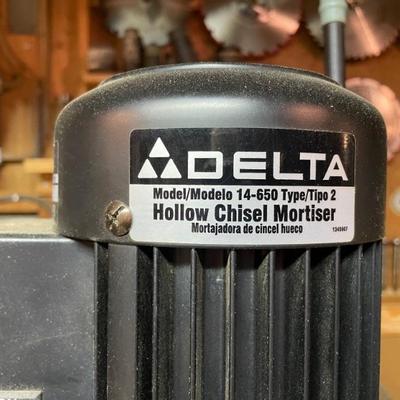 DELTA
Model/Modelo 14-650 Type/Tipo 2
Hollow Chisel Mortiser
Mortajadora de cincel hueco